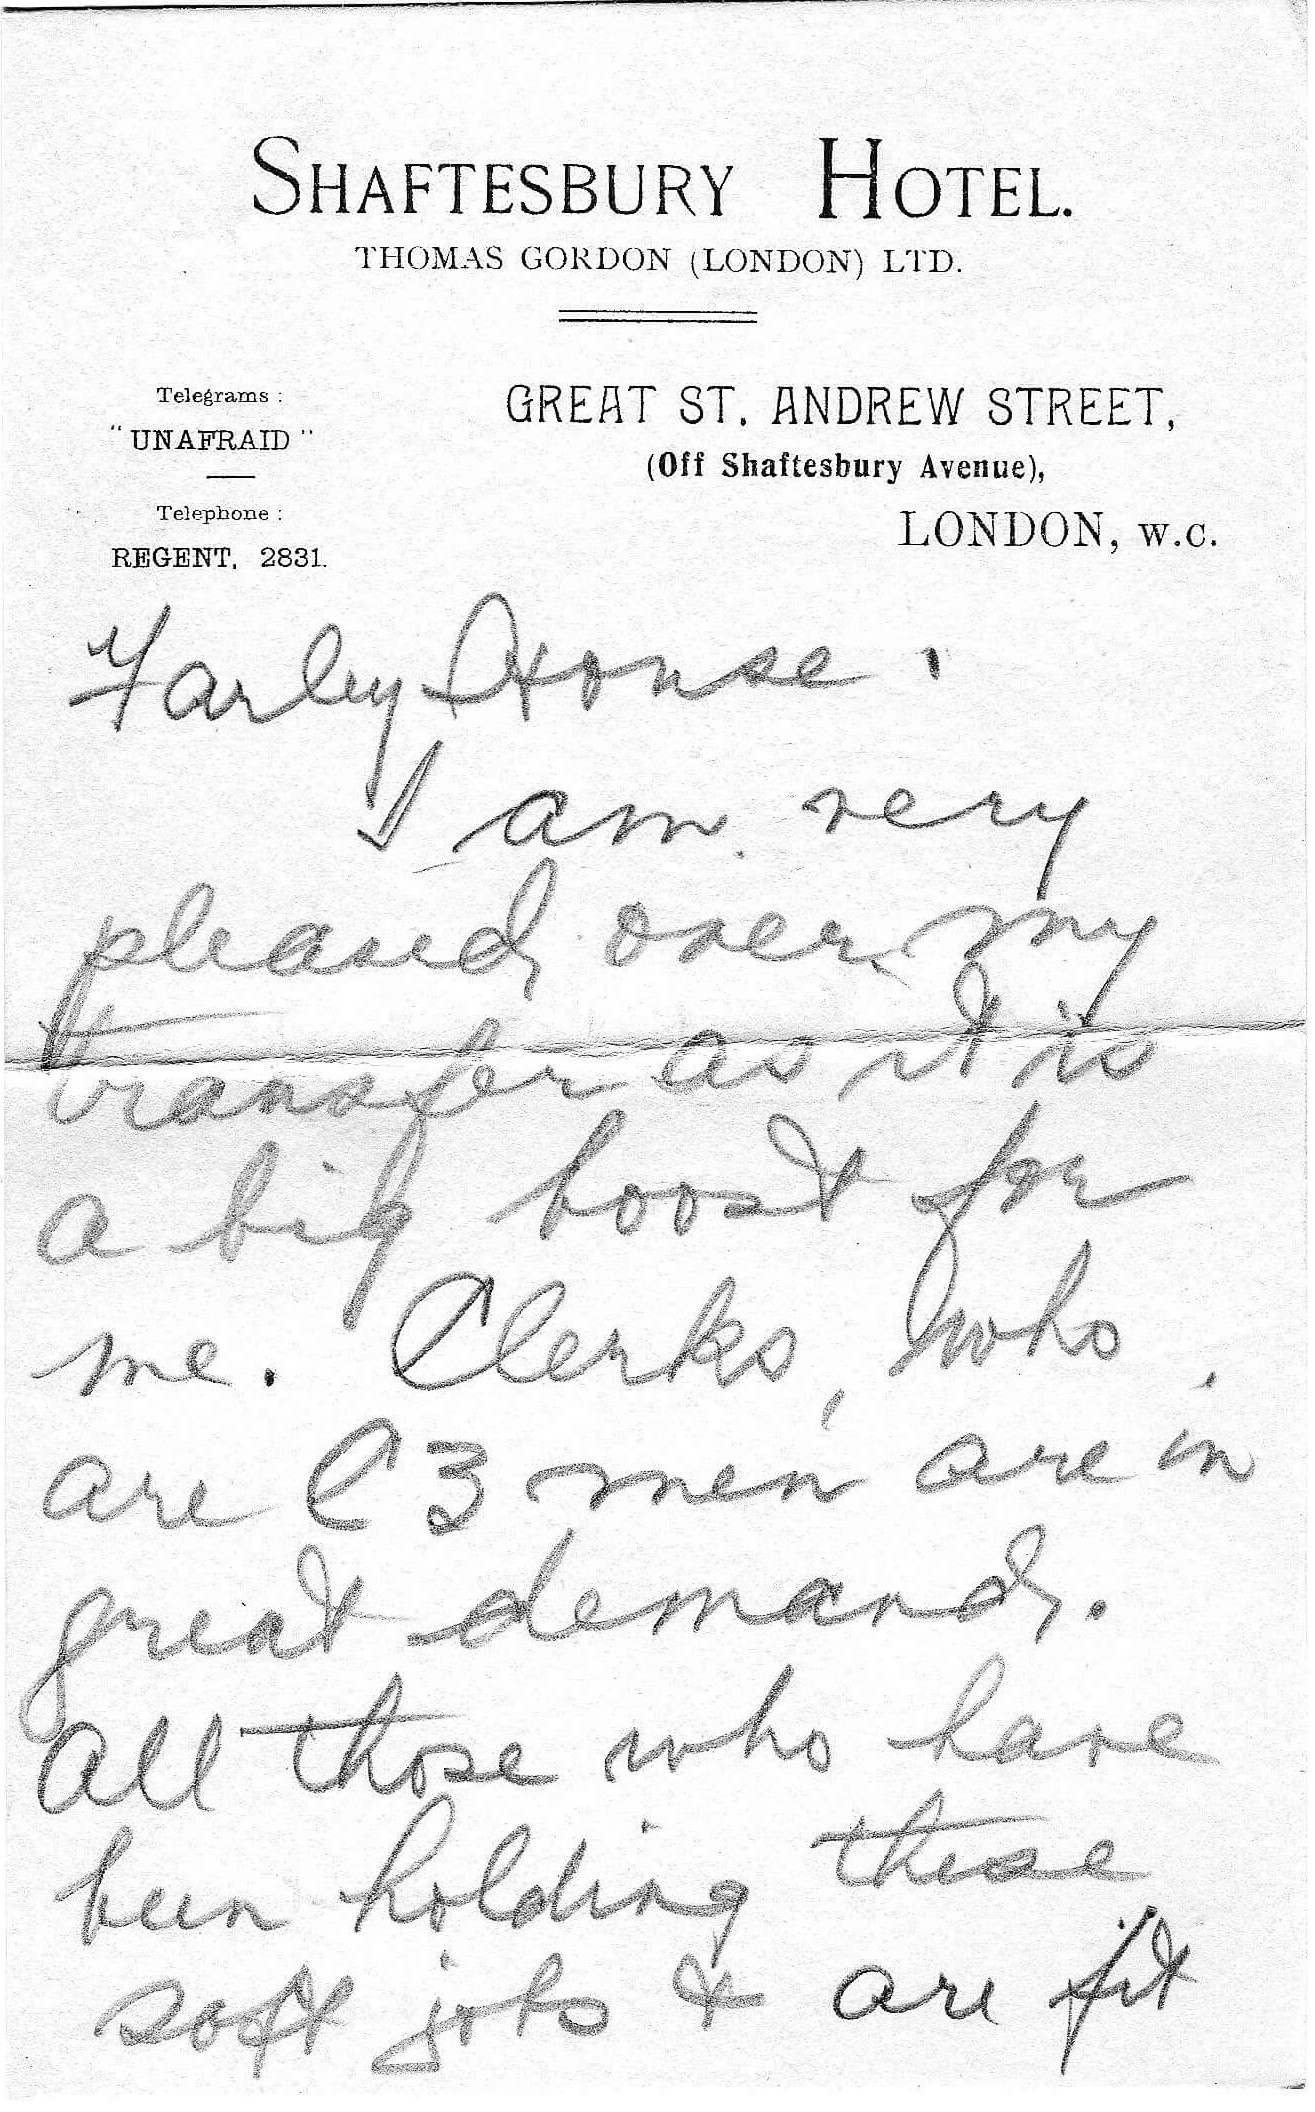 SHAFTESBURY HOTEL.
THOMAS GORDON (LONDON) LTD.
Telegrams :
"UNAFRAID"
Telephone :
REGENT, 2831.
GREAT ST. ANDREW STREET,
(Off Shaftesbury Avenue),
LONDON, W.C.
Farley House.
I am very
pleased over my
transfer as it is
a big boost for
me. Clerks, who
are C3 men are in
great demand.
All those who have
been holding these
soft jobs & are fit